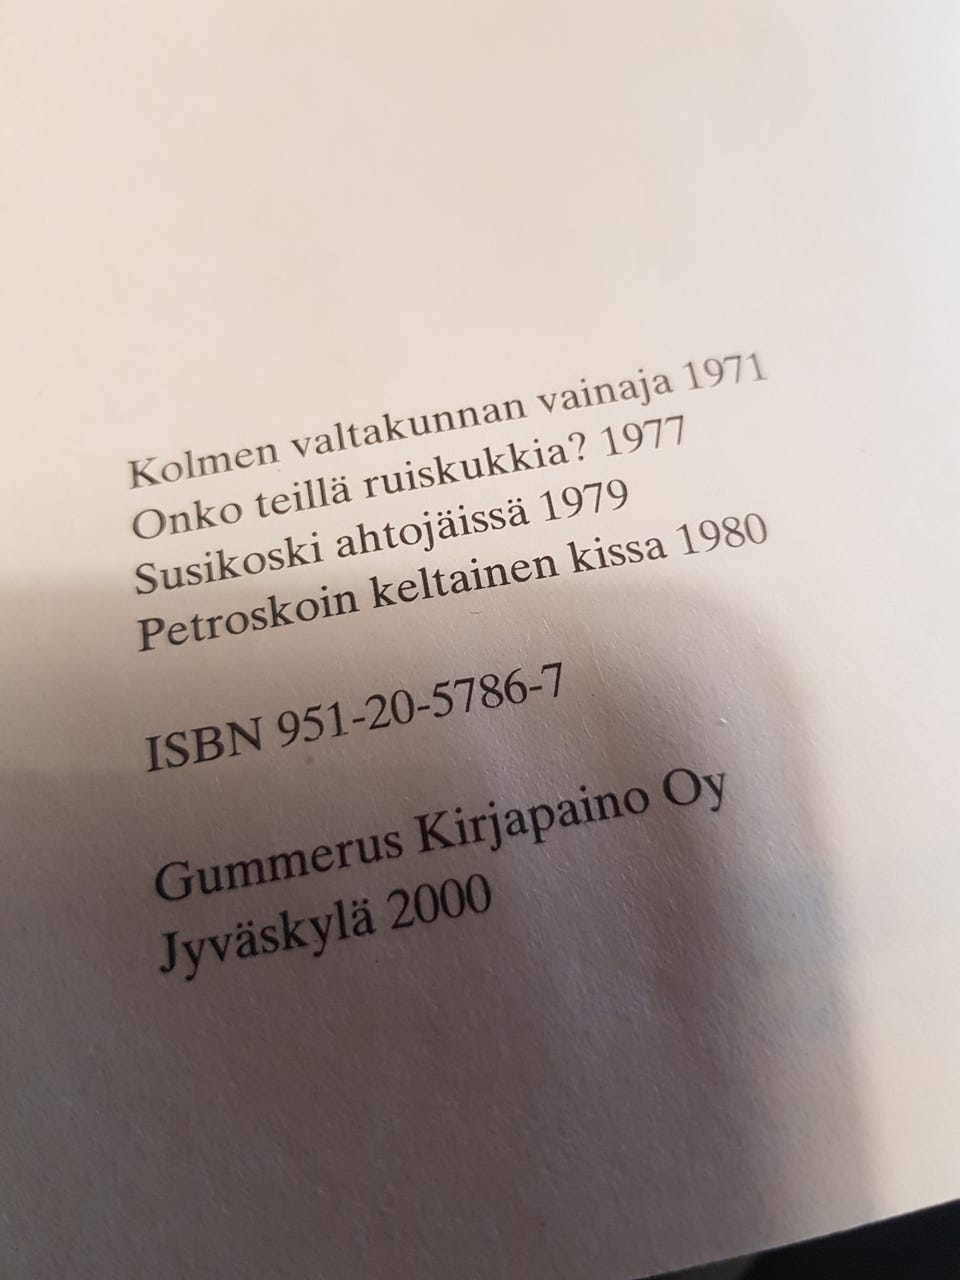 Kolmen valtakunnan vainaja 1971
Onko teillä ruiskukkia? 1977
Susikoski ahtojäissä 1979
Petroskoin keltainen kissa 1980
ISBN 951-20-5786-7
Gummerus Kirjapaino Oy
Jyväskylä 2000